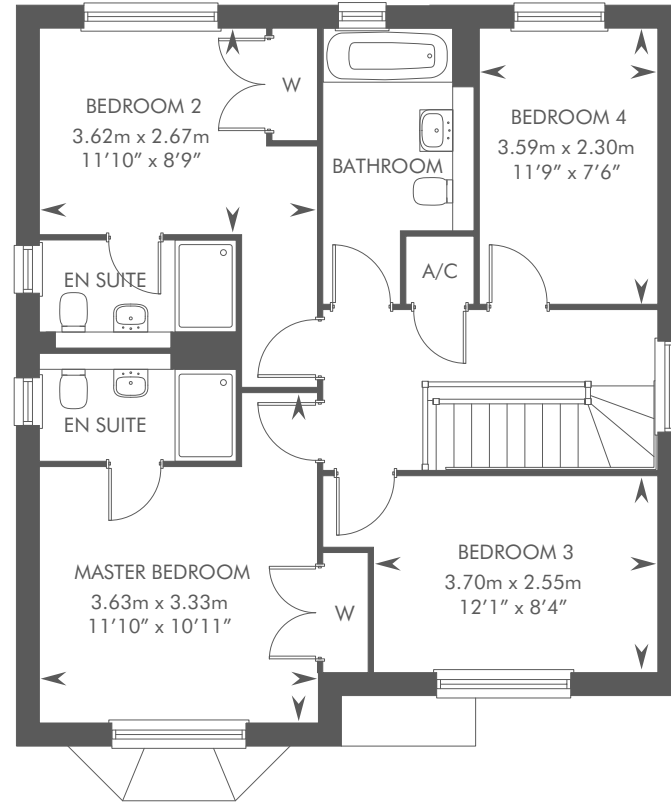 BEDROOM 2
3.62m x 2.67m
11’10” x 8’9”
W
BATHROOM
BEDROOM 4
3.59m x 2.30m
11’9” x 7’6”
EN SUITE
A/C
EN SUITE
MASTER BEDROOM
3.63m x 3.33m
11’10” x 10’11”
W
BEDROOM 3
3.70m x 2.55m
12’1” x 8’4”